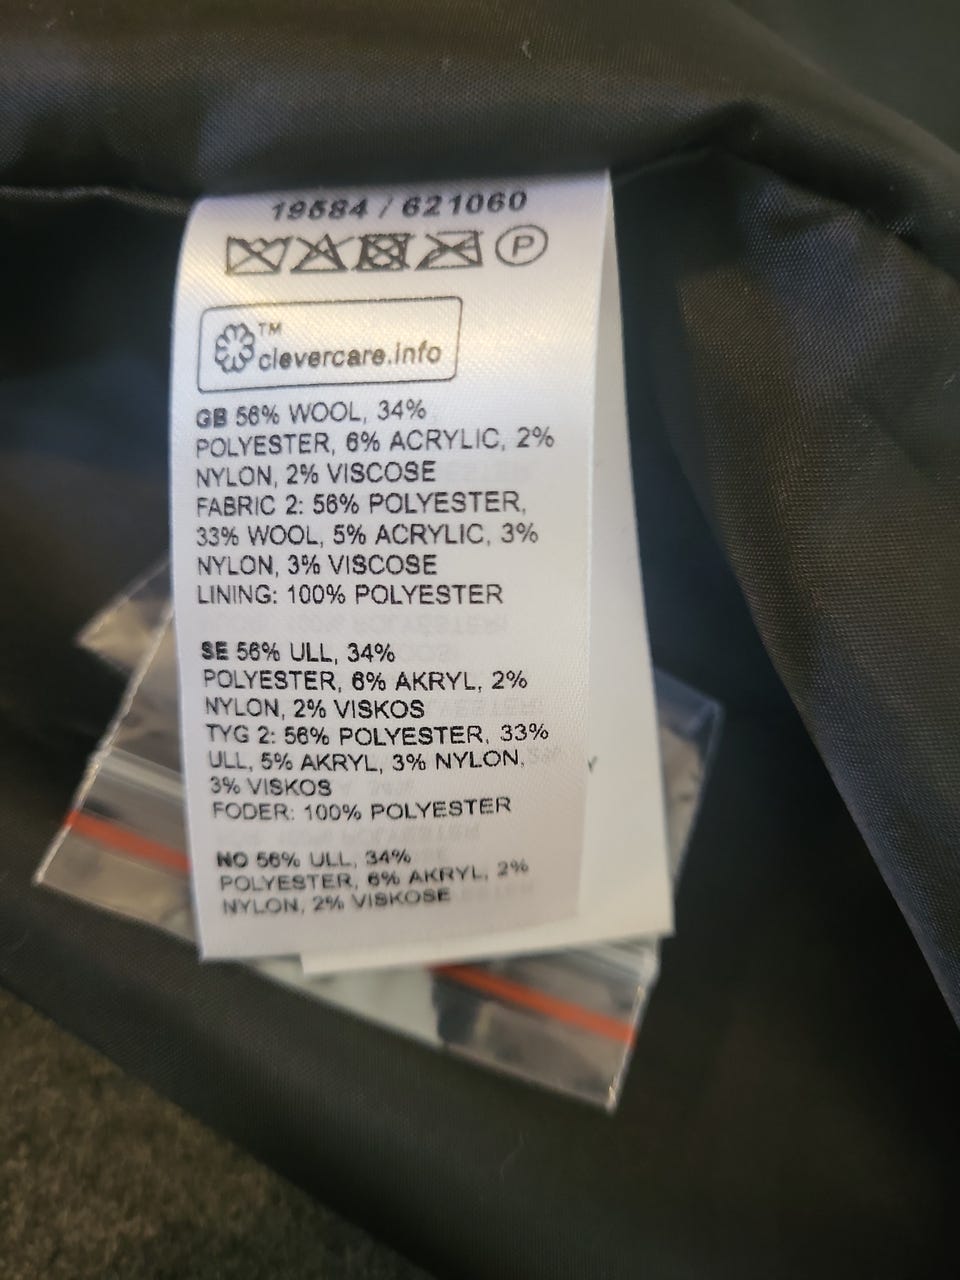 19584 / 621060
P
TM
clevercare.info
GB 56% WOOL, 34%
POLYESTER, 6% ACRYLIC, 2%
NYLON, 2% VISCOSE
FABRIC 2: 56% POLYESTER,
33% WOOL, 5% ACRYLIC, 3%
NYLON, 3% VISCOSE
LINING: 100% POLYESTER
SE 56% ULL, 34%
POLYESTER, 6% AKRYL, 2%
NYLON, 2% VISKOS
TYG 2: 56% POLYESTER, 33%
ULL, 5% AKRYL, 3% NYLON,
3% VISKOS
FODER: 100% POLYESTER
NO 56% ULL, 34%
POLYESTER, 6% AKRYL, 2%
NYLON, 2% VISKOSE